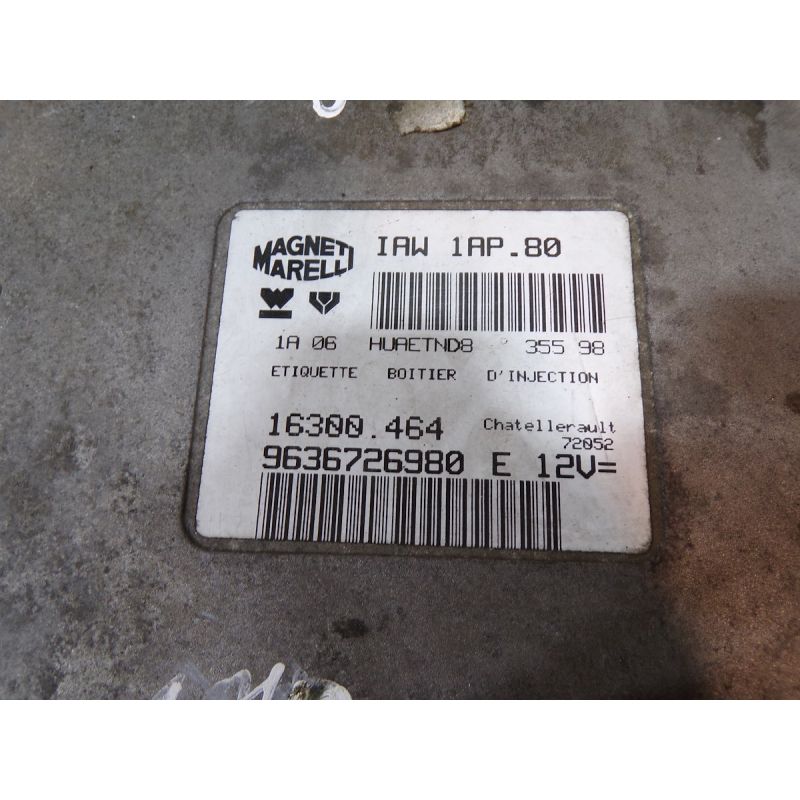 MAGNETI
MARELLI
IAW 1AP.80
1A 06 HUAETND8 355 98
ETIQUETTE BOITIER D'INJECTION
16300.464
Chatellerault
72052
9636726980 E 12V=